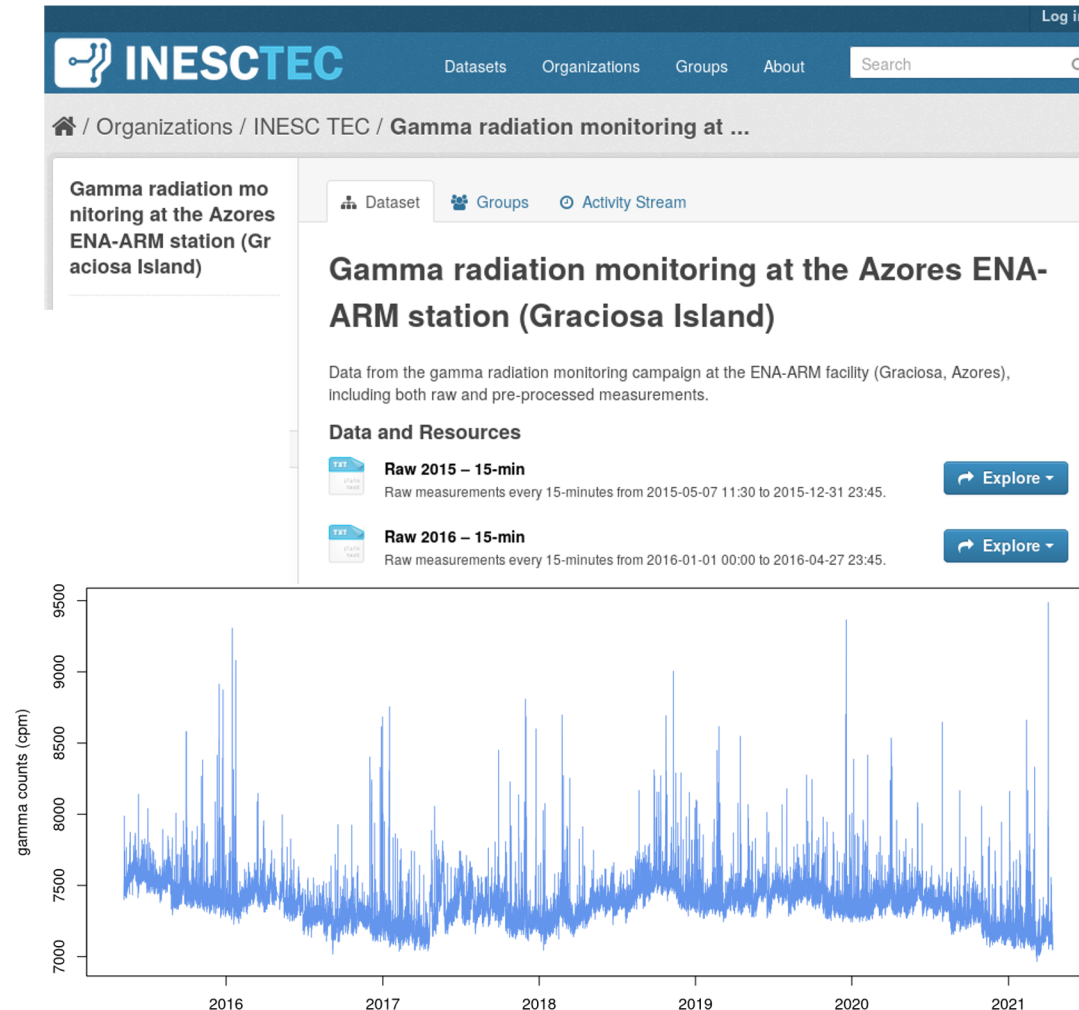 Log i
INESCTEC
Datasets Organizations Groups About Search
/ Organizations / INESC TEC / Gamma radiation monitoring at ...
Gamma radiation mo
nitoring at the Azores
ENA-ARM station (Gr
aciosa Island)
Dataset Groups Activity Stream
Gamma radiation monitoring at the Azores ENA-
ARM station (Graciosa Island)
Data from the gamma radiation monitoring campaign at the ENA-ARM facility (Graciosa, Azores),
including both raw and pre-processed measurements.
Data and Resources
TXT
Raw 2015 – 15-min
Raw measurements every 15-minutes from 2015-05-07 11:30 to 2015-12-31 23:45.
Explore
TXT
Raw 2016 – 15-min
Raw measurements every 15-minutes from 2016-01-01 00:00 to 2016-04-27 23:45.
Explore
gamma counts (cpm)
9500
9000
8500
8000
7500
7000
2016 2017 2018 2019 2020 2021